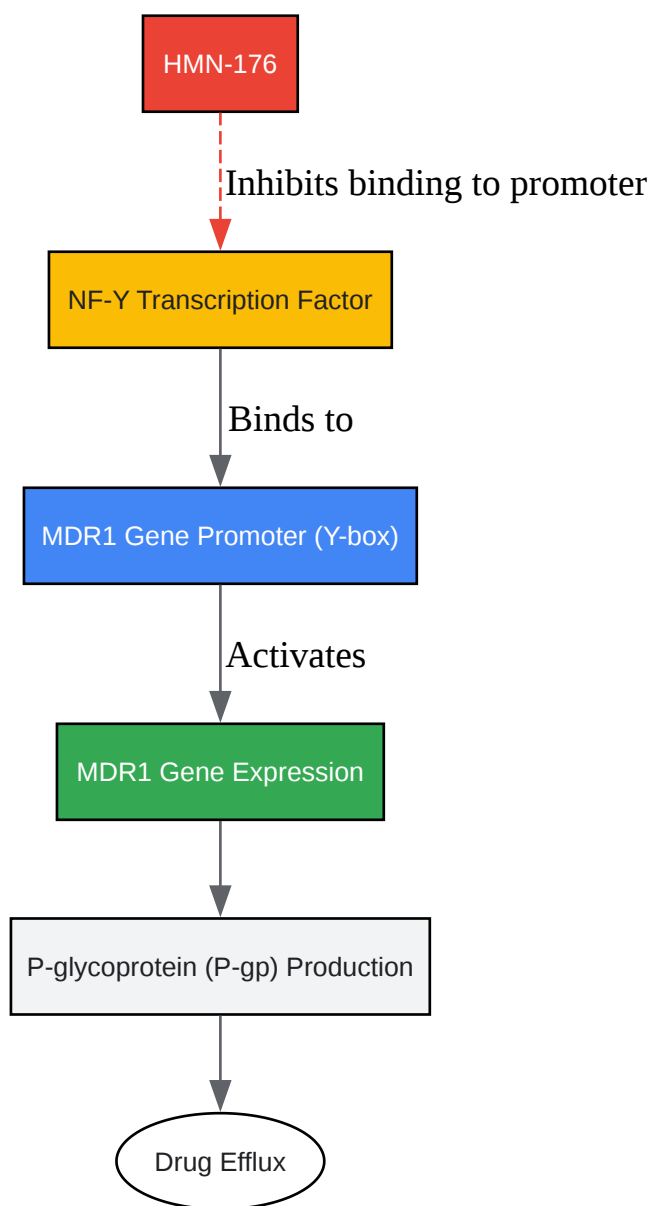 HMN-176
Inhibits binding to promoter
NF-Y Transcription Factor
Binds to
MDR1 Gene Promoter (Y-box)
Activates
MDR1 Gene Expression
P-glycoprotein (P-gp) Production
Drug Efflux